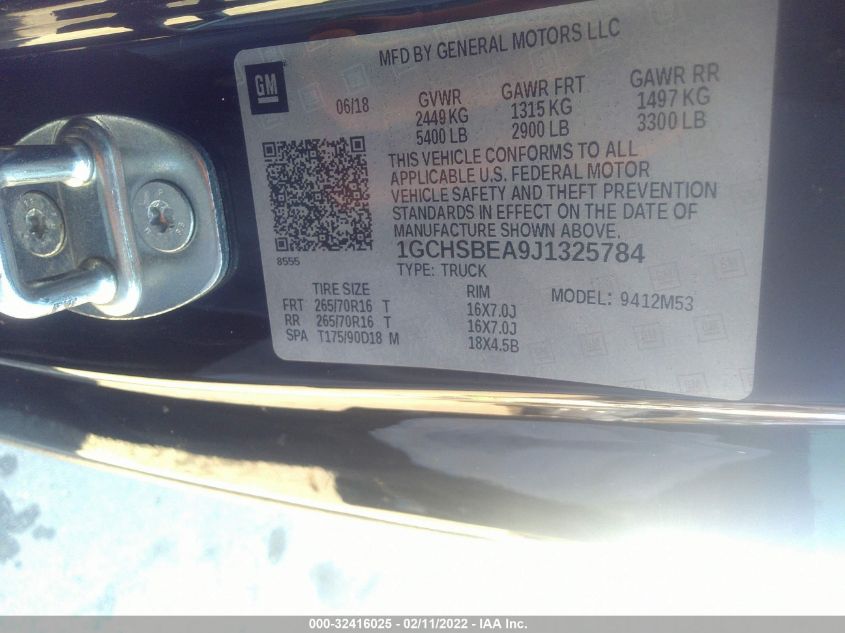 MFD BY GENERAL MOTORS LLC
GM
06/18 GVWR GAWR FRT GAWR RR
2449 KG 1315 KG 1497 KG
5400 LB 2900 LB 3300 LB
THIS VEHICLE CONFORMS TO ALL
APPLICABLE U.S. FEDERAL MOTOR
VEHICLE SAFETY AND THEFT PREVENTION
STANDARDS IN EFFECT ON THE DATE OF
MANUFACTURE SHOWN ABOVE.
8555 1GCHSBEA9J1325784
TYPE: TRUCK
TIRE SIZE RIM MODEL: 9412M53
FRT 265/70R16 T 16X7.0J
RR 265/70R16 T 16X7.0J
SPA T175/90D18 M 18X4.5B
000-32416025 - 02/11/2022 - IAA Inc.